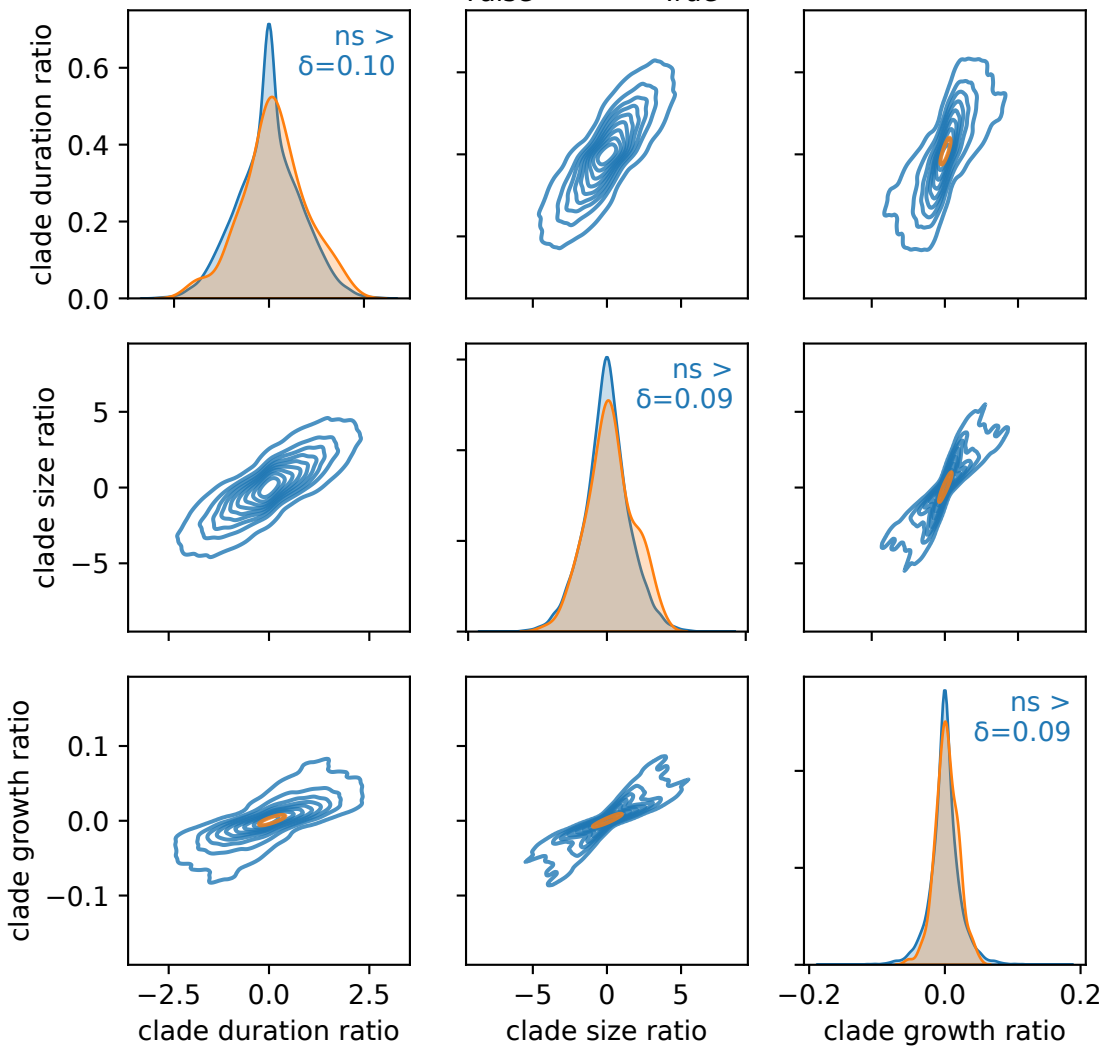 ns >
δ=0.10
clade duration ratio
0.6
0.4
0.2
0.0
ns >
δ=0.09
clade size ratio
5
0
−5
−5
0
5
ns >
δ=0.09
clade growth ratio
0.1
0.0
−0.1
−2.5
0.0
2.5
−5
0
5
−0.2
0.0
0.2
clade duration ratio
clade size ratio
clade growth ratio